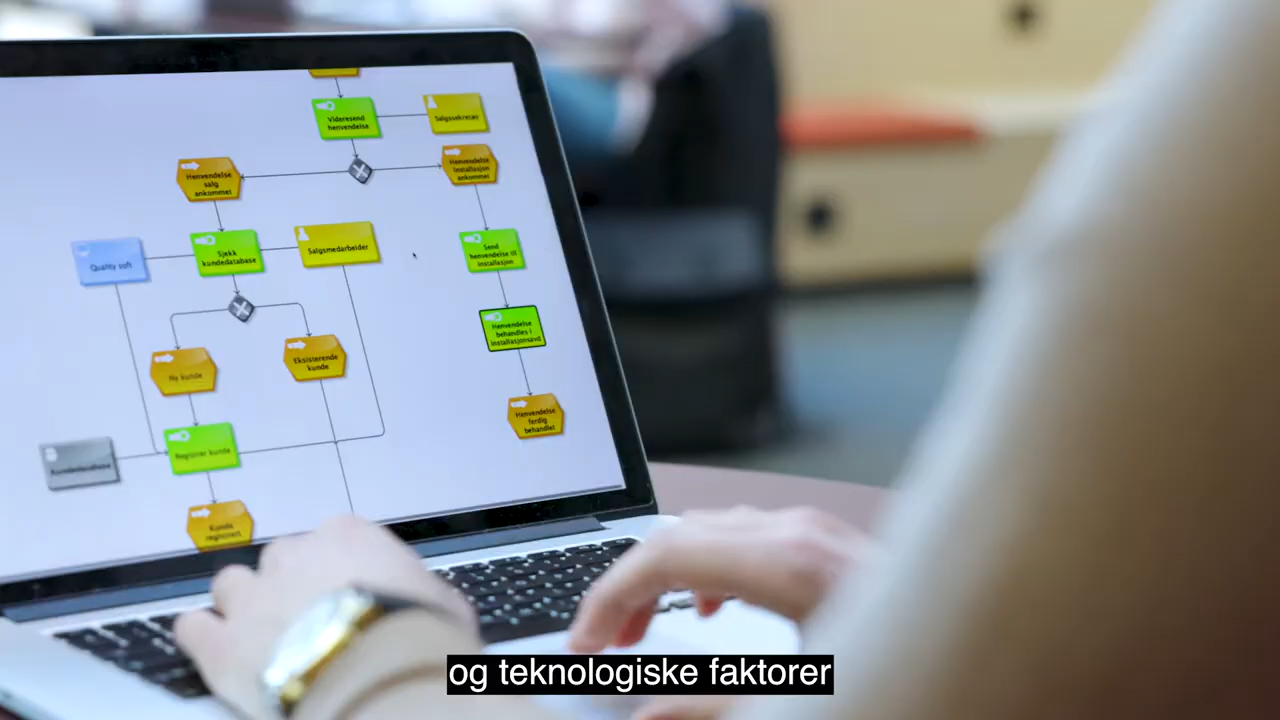 Videresend
henvendelse
Salgssekretær
Henvendelse
salg
ankommet
Henvendelse
installasjon
ankommet
Quality soft
Sjekk
kundedatabase
Salgsmedarbeider
Send
henvendelse til
installasjon
Henvendelse
behandles i
installasjonsavd
Ny kunde
Eksisterende
kunde
Henvendelse
ferdig
behandlet
Kundedatabase
Registrer kunde
Kunde
registrert
og teknologiske faktorer